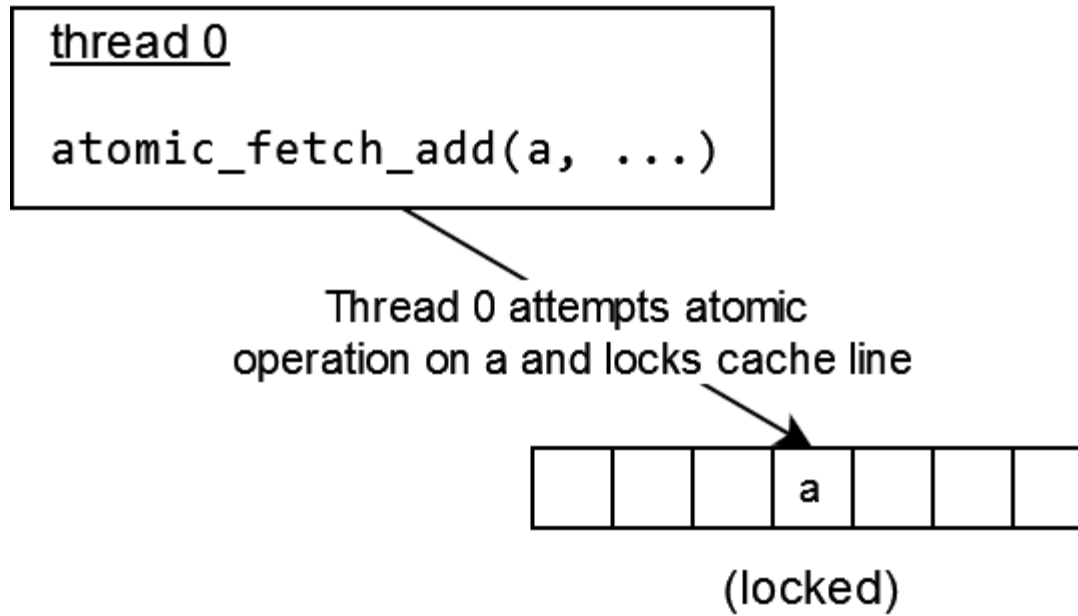 thread 0
atomic_fetch_add(a, ...)
Thread 0 attempts atomic
operation on a and locks cache line
a
(locked)